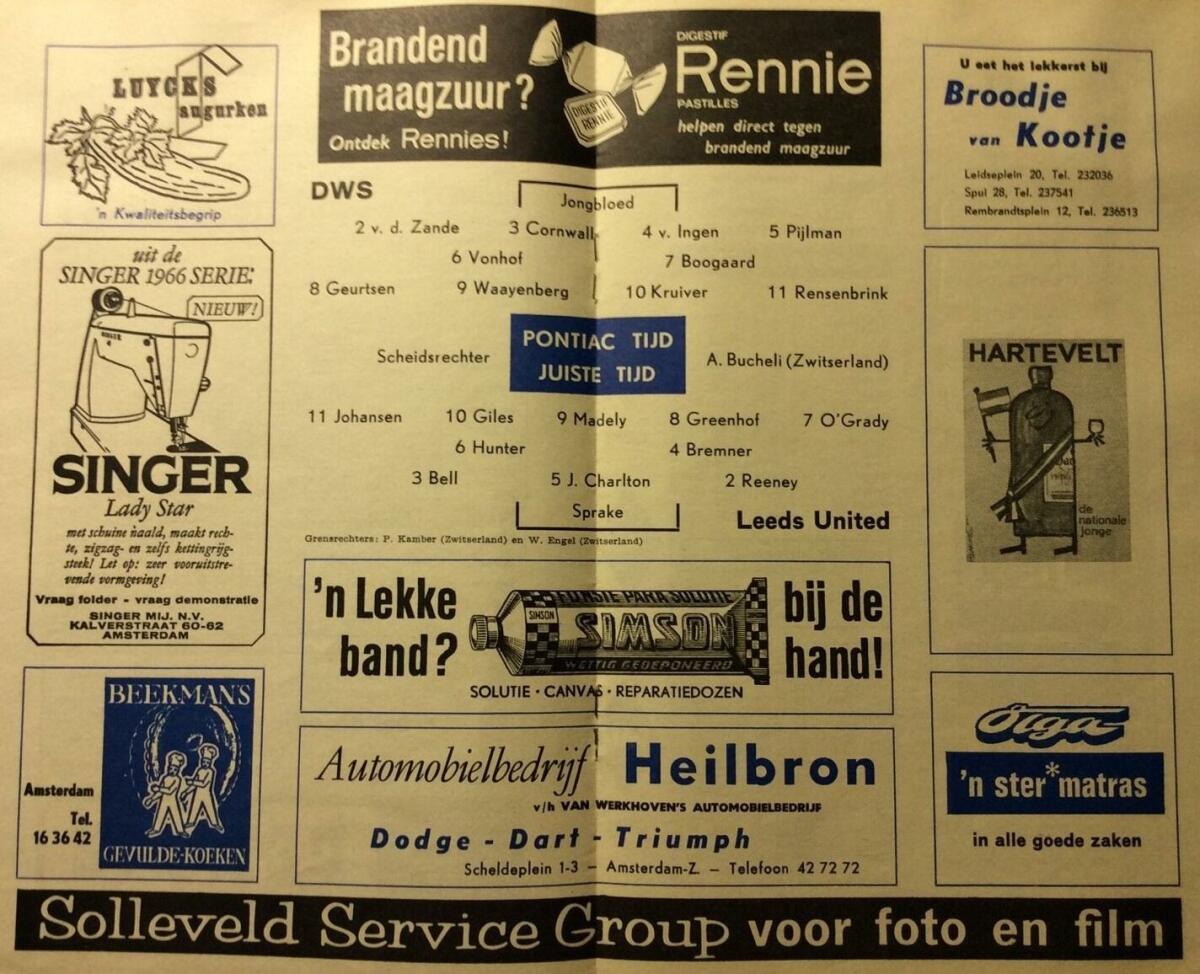 LUYCKS
augurken
'n Kwaliteitsbegrip
Brandend
maagzuur?
Ontdek Rennies!
DIGESTIF
RENNIE
DIGESTIF
Rennie
PASTILLES
helpen direct tegen
brandend maagzuur
U eet het lekkerst bij
Broodje
van Kootje
Leidseplein 20, Tel. 232036
Spui 28, Tel. 237541
Rembrandtsplein 12, Tel. 236513
uit de
SINGER 1966 SERIE:
NIEUW!
SINGER
SINGER
Lady Star
met schuine naald, maakt rech-
te, zigzag- en zelfs kettingrijg-
steek! Let op: zeer vooruitstre-
vende vormgeving!
Vraag folder - vraag demonstratie
SINGER MIJ. N.V.
KALVERSTRAAT 60-62
AMSTERDAM
DWS
Jongbloed
2 v. d. Zande 3 Cornwall 4 v. Ingen 5 Pijlman
6 Vonhof 7 Boogaard
8 Geurtsen 9 Waayenberg 10 Kruiver 11 Rensenbrink
PONTIAC TIJD
JUISTE TIJD
Scheidsrechter A. Bucheli (Zwitserland)
11 Johansen 10 Giles 9 Madely 8 Greenhof 7 O'Grady
6 Hunter 4 Bremner
3 Bell 5 J. Charlton 2 Reeney
Sprake
Leeds United
Grensrechters: P. Kamber (Zwitserland) en W. Engel (Zwitserland)
HARTEVELT
de
nationale
jonge
'n Lekke
band?
SIMSON
EERSTE PARA SOLUTIE
SIMSON
WETTIG GEDEPONEERD
bij de
hand!
SOLUTIE · CANVAS · REPARATIEDOZEN
Amsterdam
Tel.
16 36 42
BEEKMAN'S
GEVULDE-KOEKEN
Automobielbedrijf Heilbron
v/h VAN WERKHOVEN'S AUTOMOBIELBEDRIJF
Dodge - Dart - Triumph
Scheldeplein 1-3 – Amsterdam-Z. – Telefoon 42 72 72
'n ster*matras
in alle goede zaken
Solleveld Service Group voor foto en film